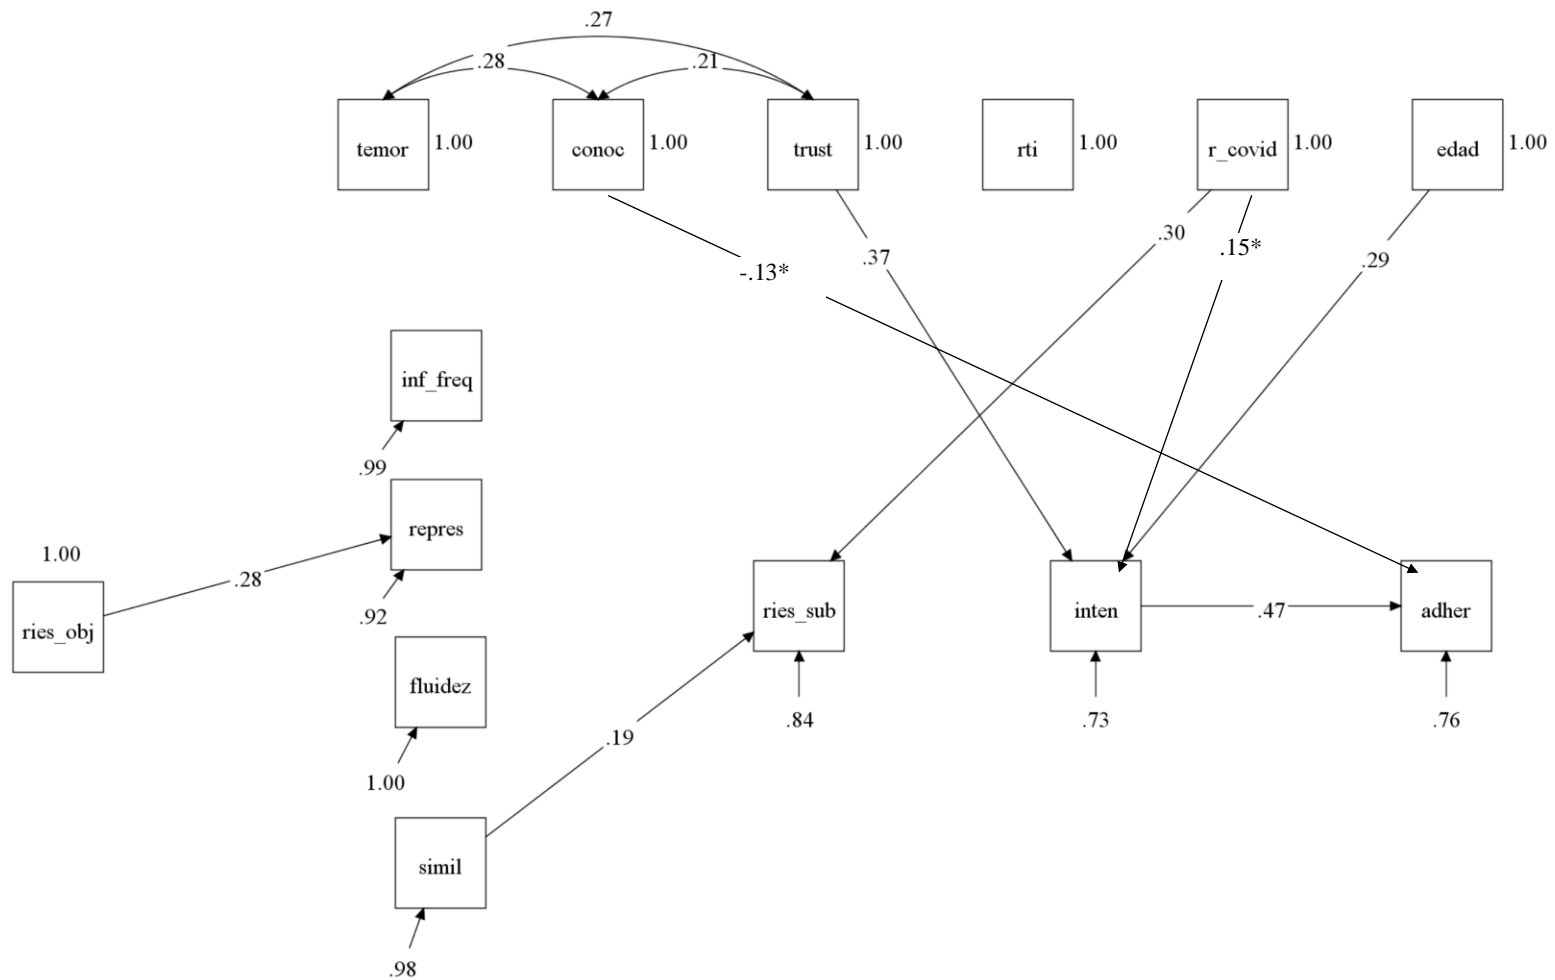 .27
.28
.21
temor
1.00
conoc
1.00
trust
1.00
rti
1.00
r_covid
1.00
edad
1.00
.30
.15*
.37
.29
-.13*
inf_freq
.99
repres
1.00
.28
.92
ries_obj
ries_sub
inten
.47
adher
fluidez
.84
.73
.76
.19
1.00
simil
.98